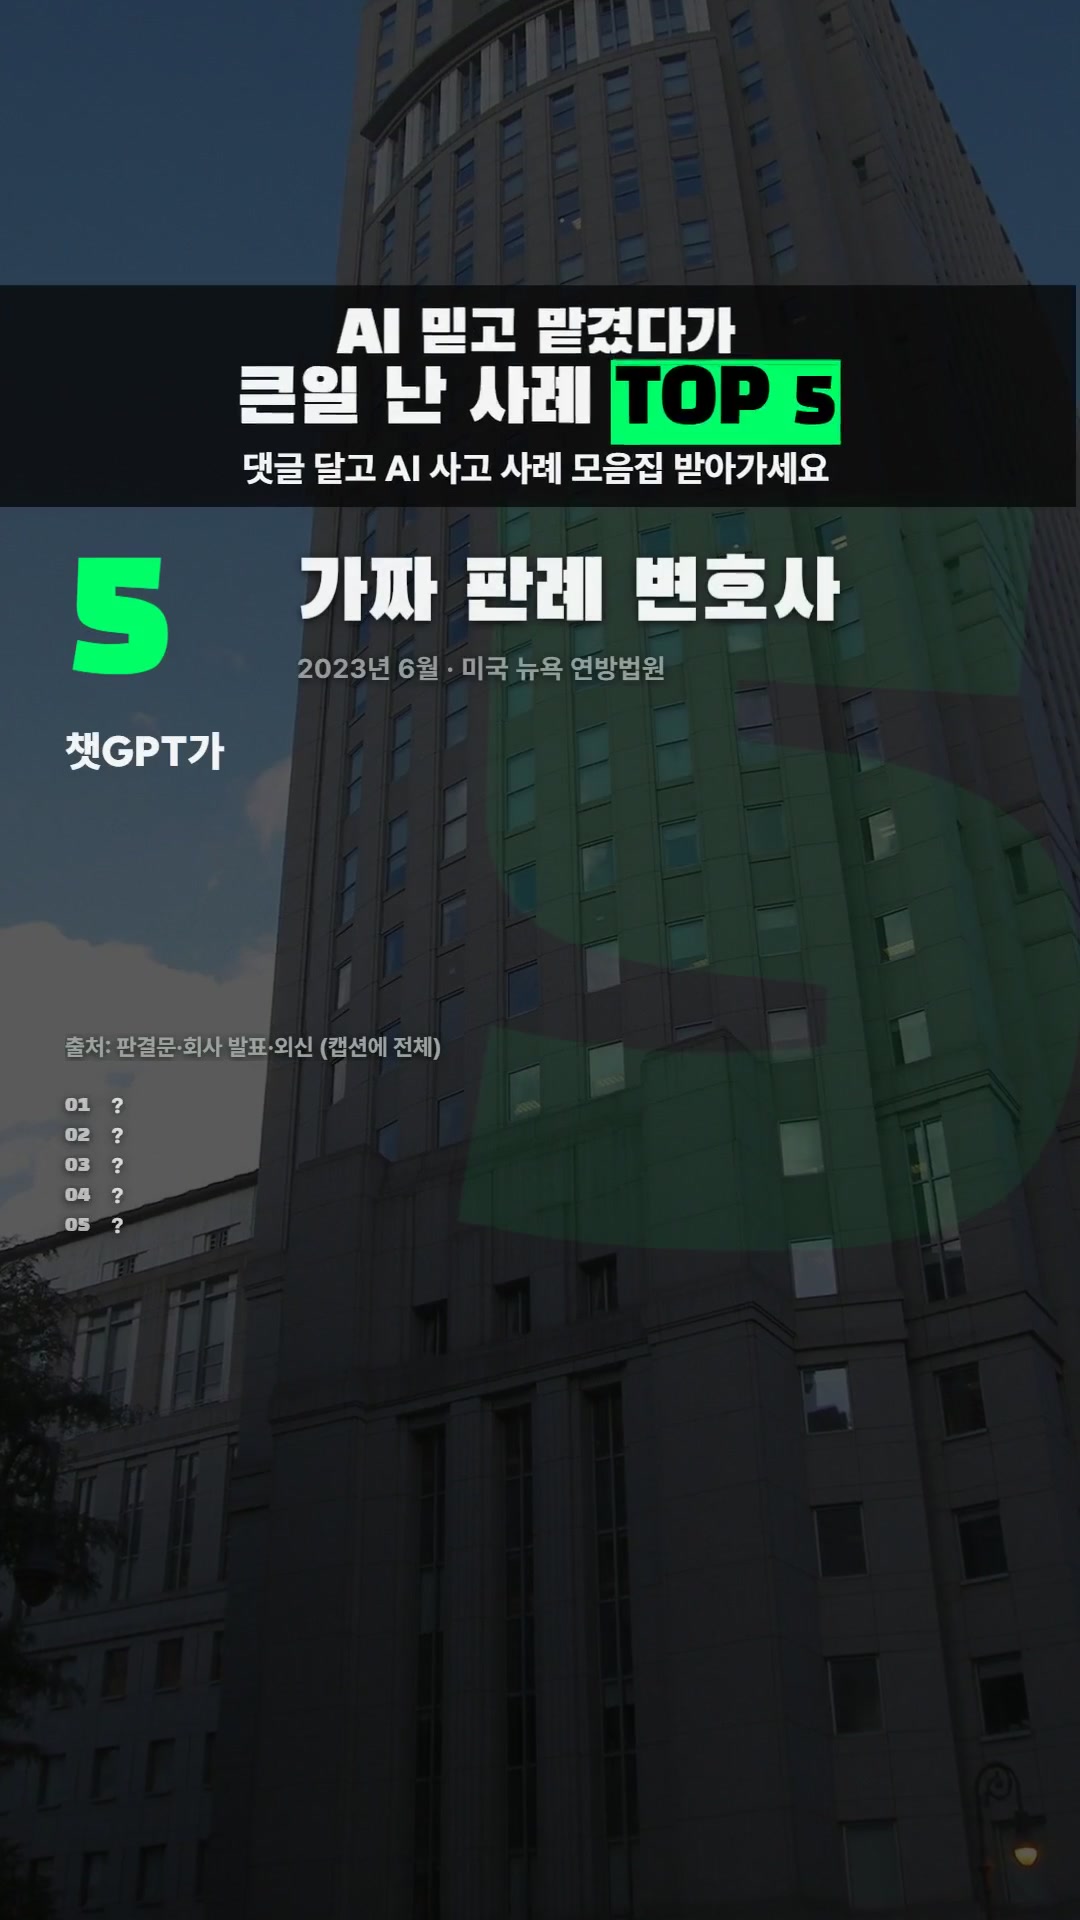 AI 믿고 맡겼다가
큰일 난 사례 TOP 5
댓글 달고 AI 사고 사례 모음집 받아가세요
5 가짜 판례 변호사
2023년 6월 · 미국 뉴욕 연방법원
챗GPT가
출처: 판결문·회사 발표·외신 (캡션에 전체)
01 ?
02 ?
03 ?
04 ?
05 ?
5